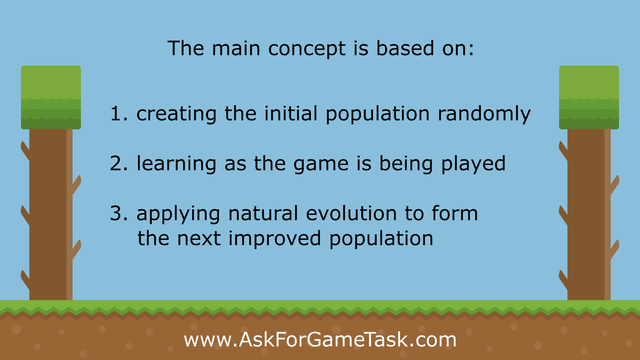 The main concept is based on:
1. creating the initial population randomly
2. learning as the game is being played
3. applying natural evolution to form
the next improved population
www.AskForGameTask.com